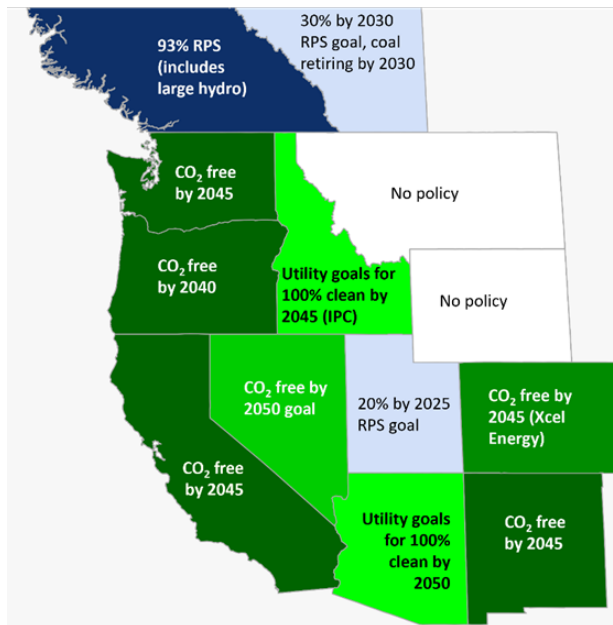 93% RPS
(includes
large hydro)
30% by 2030
RPS goal, coal
retiring by 2030
CO₂ free
by 2045
No policy
CO₂ free
by 2040
Utility goals for
100% clean by
2045 (IPC)
No policy
CO₂ free by
2050 goal
20% by 2025
RPS goal
CO₂ free by
2045 (Xcel
Energy)
CO₂ free
by 2045
Utility goals
for 100%
clean by
2050
CO₂ free
by 2045